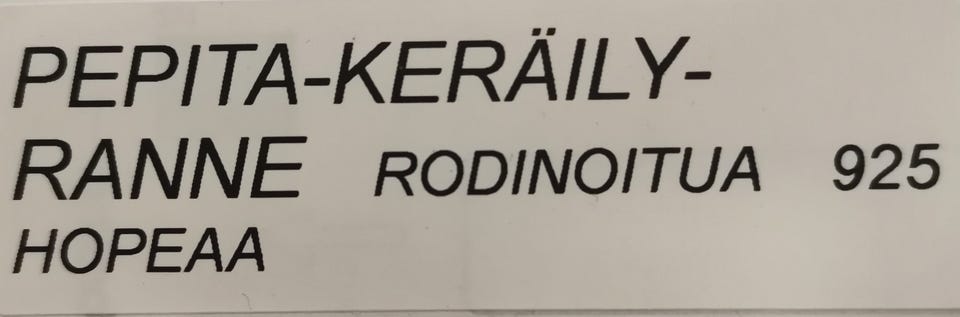 PEPITA-KERÄILY-
RANNE RODINOITUA 925
HOPEAA